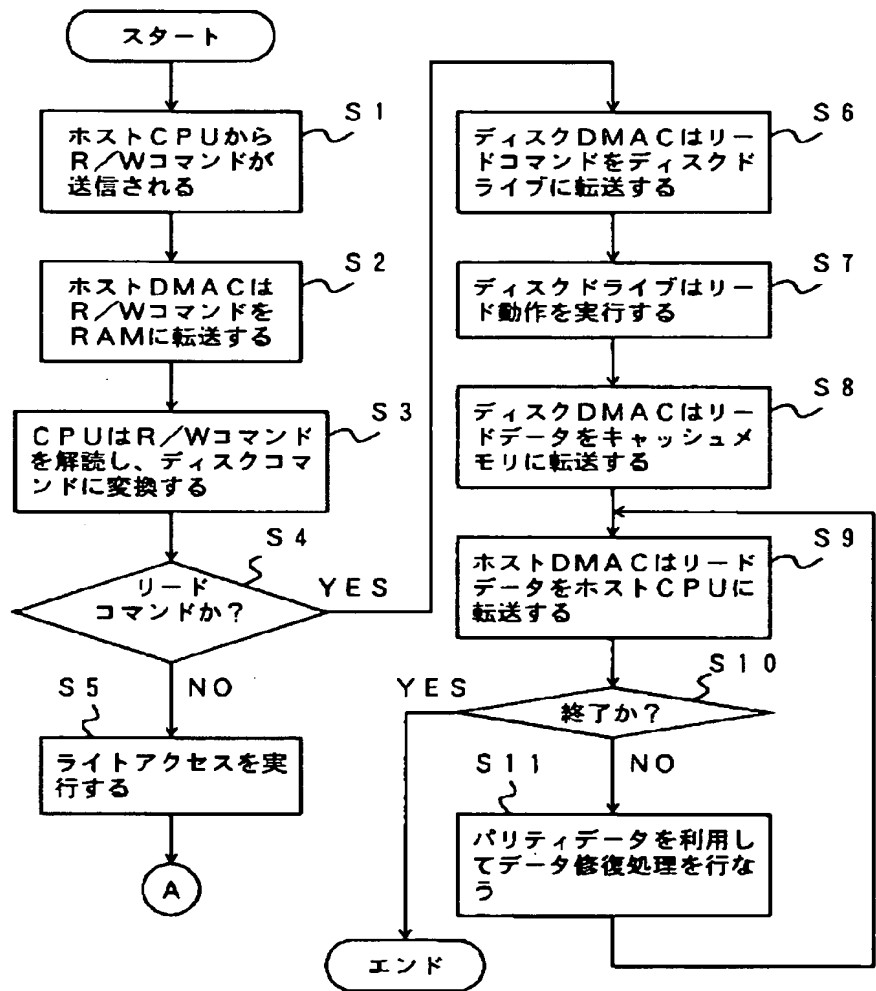 スタート
S1
ホストCPUから
R/Wコマンドが
送信される
S2
ホストDMACは
R/Wコマンドを
RAMに転送する
S3
CPUはR/Wコマンド
を解読し、ディスクコマ
ンドに変換する
S4
リード
コマンドか?
YES
NO
S5
ライトアクセスを実
行する
A
S6
ディスクDMACはリー
ドコマンドをディスクド
ライブに転送する
S7
ディスクドライブはリー
ド動作を実行する
S8
ディスクDMACはリー
ドデータをキャッシュメ
モリに転送する
S9
ホストDMACはリード
データをホストCPUに
転送する
S10
終了か?
YES
NO
S11
パリティデータを利用し
てデータ修復処理を行な
う
エンド